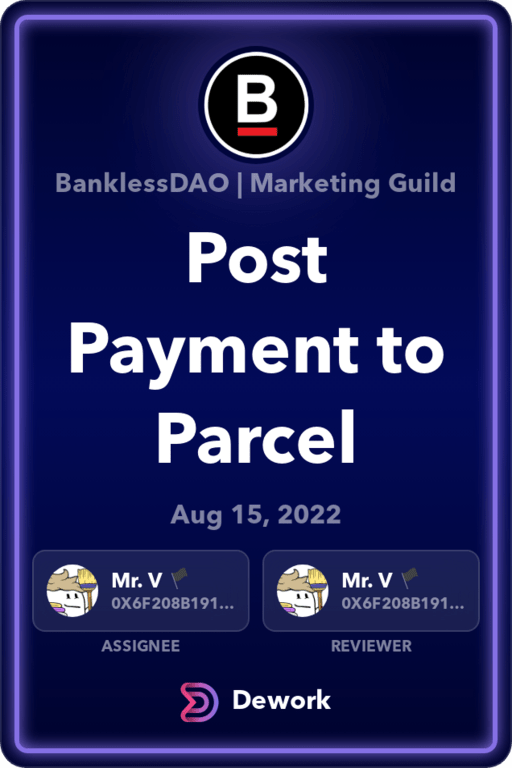 B
BanklessDAO | Marketing Guild
Post
Payment to
Parcel
Aug 15, 2022
Mr. V 🏴
0X6F208B191...
ASSIGNEE
Mr. V 🏴
0X6F208B191...
REVIEWER
Dework